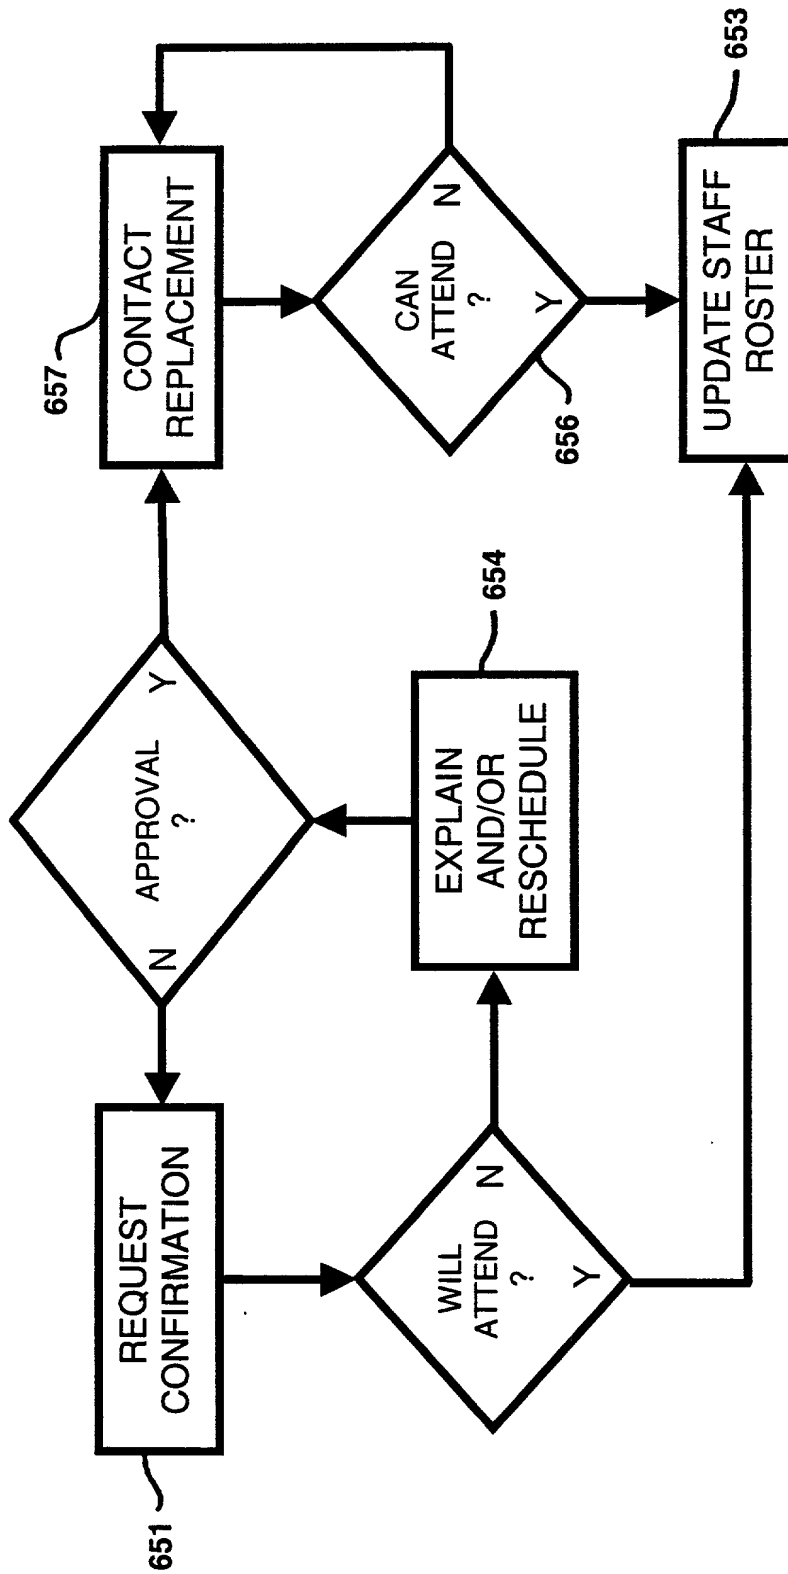 651
REQUEST
CONFIRMATION
N
APPROVAL
?
Y
657
CONTACT
REPLACEMENT
WILL
ATTEND
?
N
Y
EXPLAIN
AND/OR
RESCHEDULE
654
CAN
ATTEND
?
N
Y
656
UPDATE STAFF
ROSTER
653